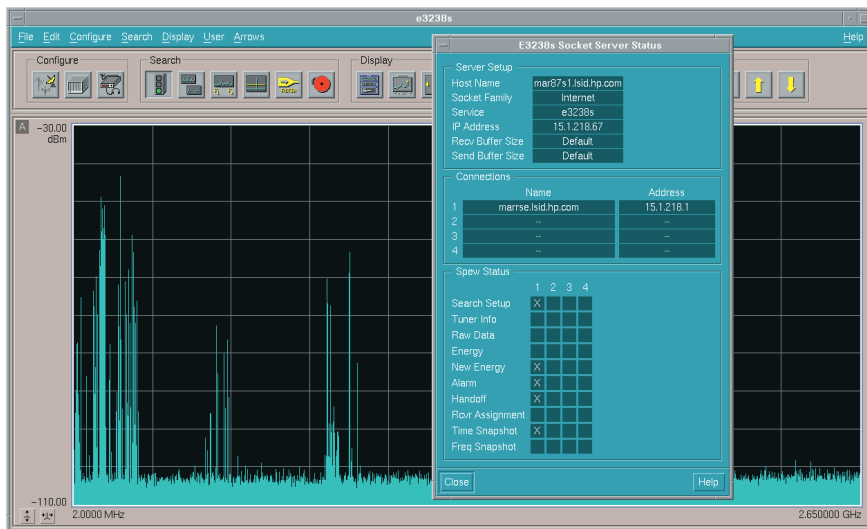 e3238s
File Edit Configure Search Display User Arrows Help
Configure Search Display
A -30.00
dBm
-110.00
2.0000 MHz 2.650000 GHz
E3238s Socket Server Status
Server Setup
Host Name mar87s1.lsid.hp.com
Socket Family Internet
Service e3238s
IP Address 15.1.218.67
Recv Buffer Size Default
Send Buffer Size Default
Connections
Name Address
1 marrse.lsid.hp.com 15.1.218.1
2 -- --
3 -- --
4 -- --
Spew Status
1 2 3 4
Search Setup X
Tuner Info
Raw Data
Energy
New Energy X
Alarm X
Handoff X
Rcvr Assignment
Time Snapshot X
Freq Snapshot
Close Help